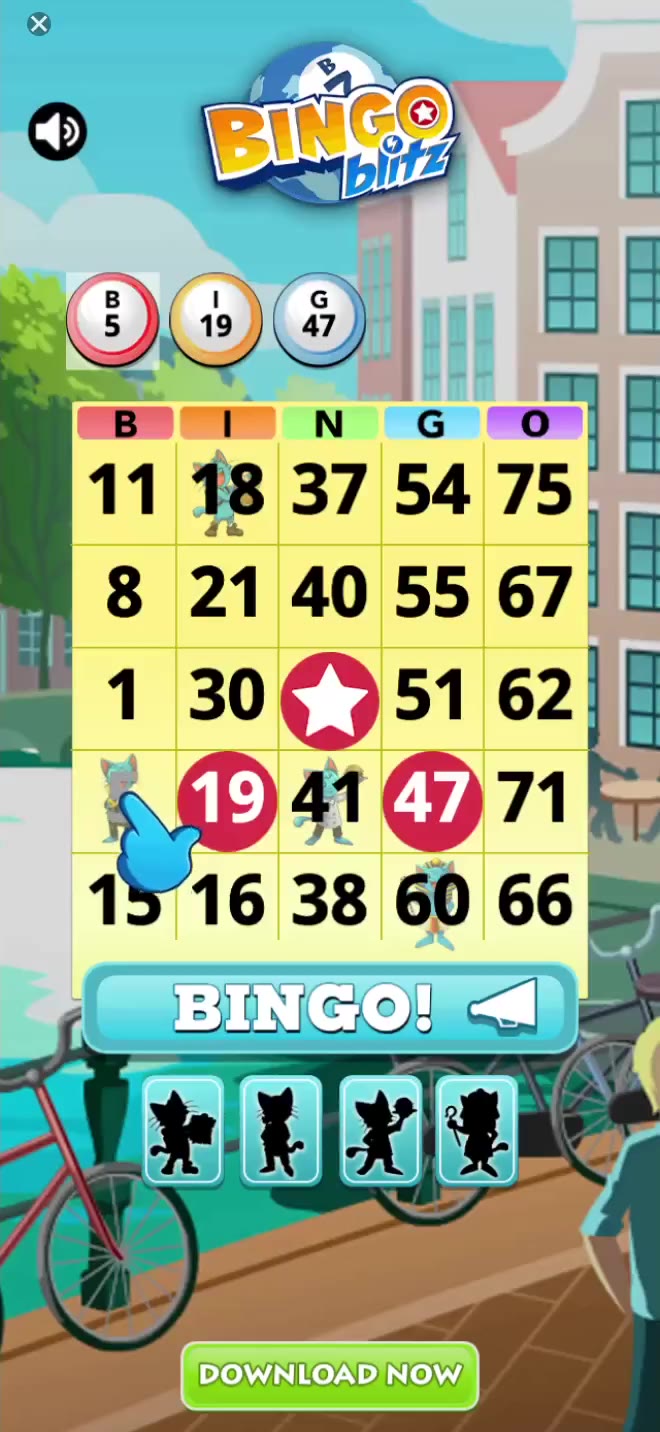 B
7
BINGO
blitz
B I G
5 19 47
B I N G O
11 18 37 54 75
8 21 40 55 67
1 30 51 62
19 41 47 71
15 16 38 60 66
BINGO!
DOWNLOAD NOW